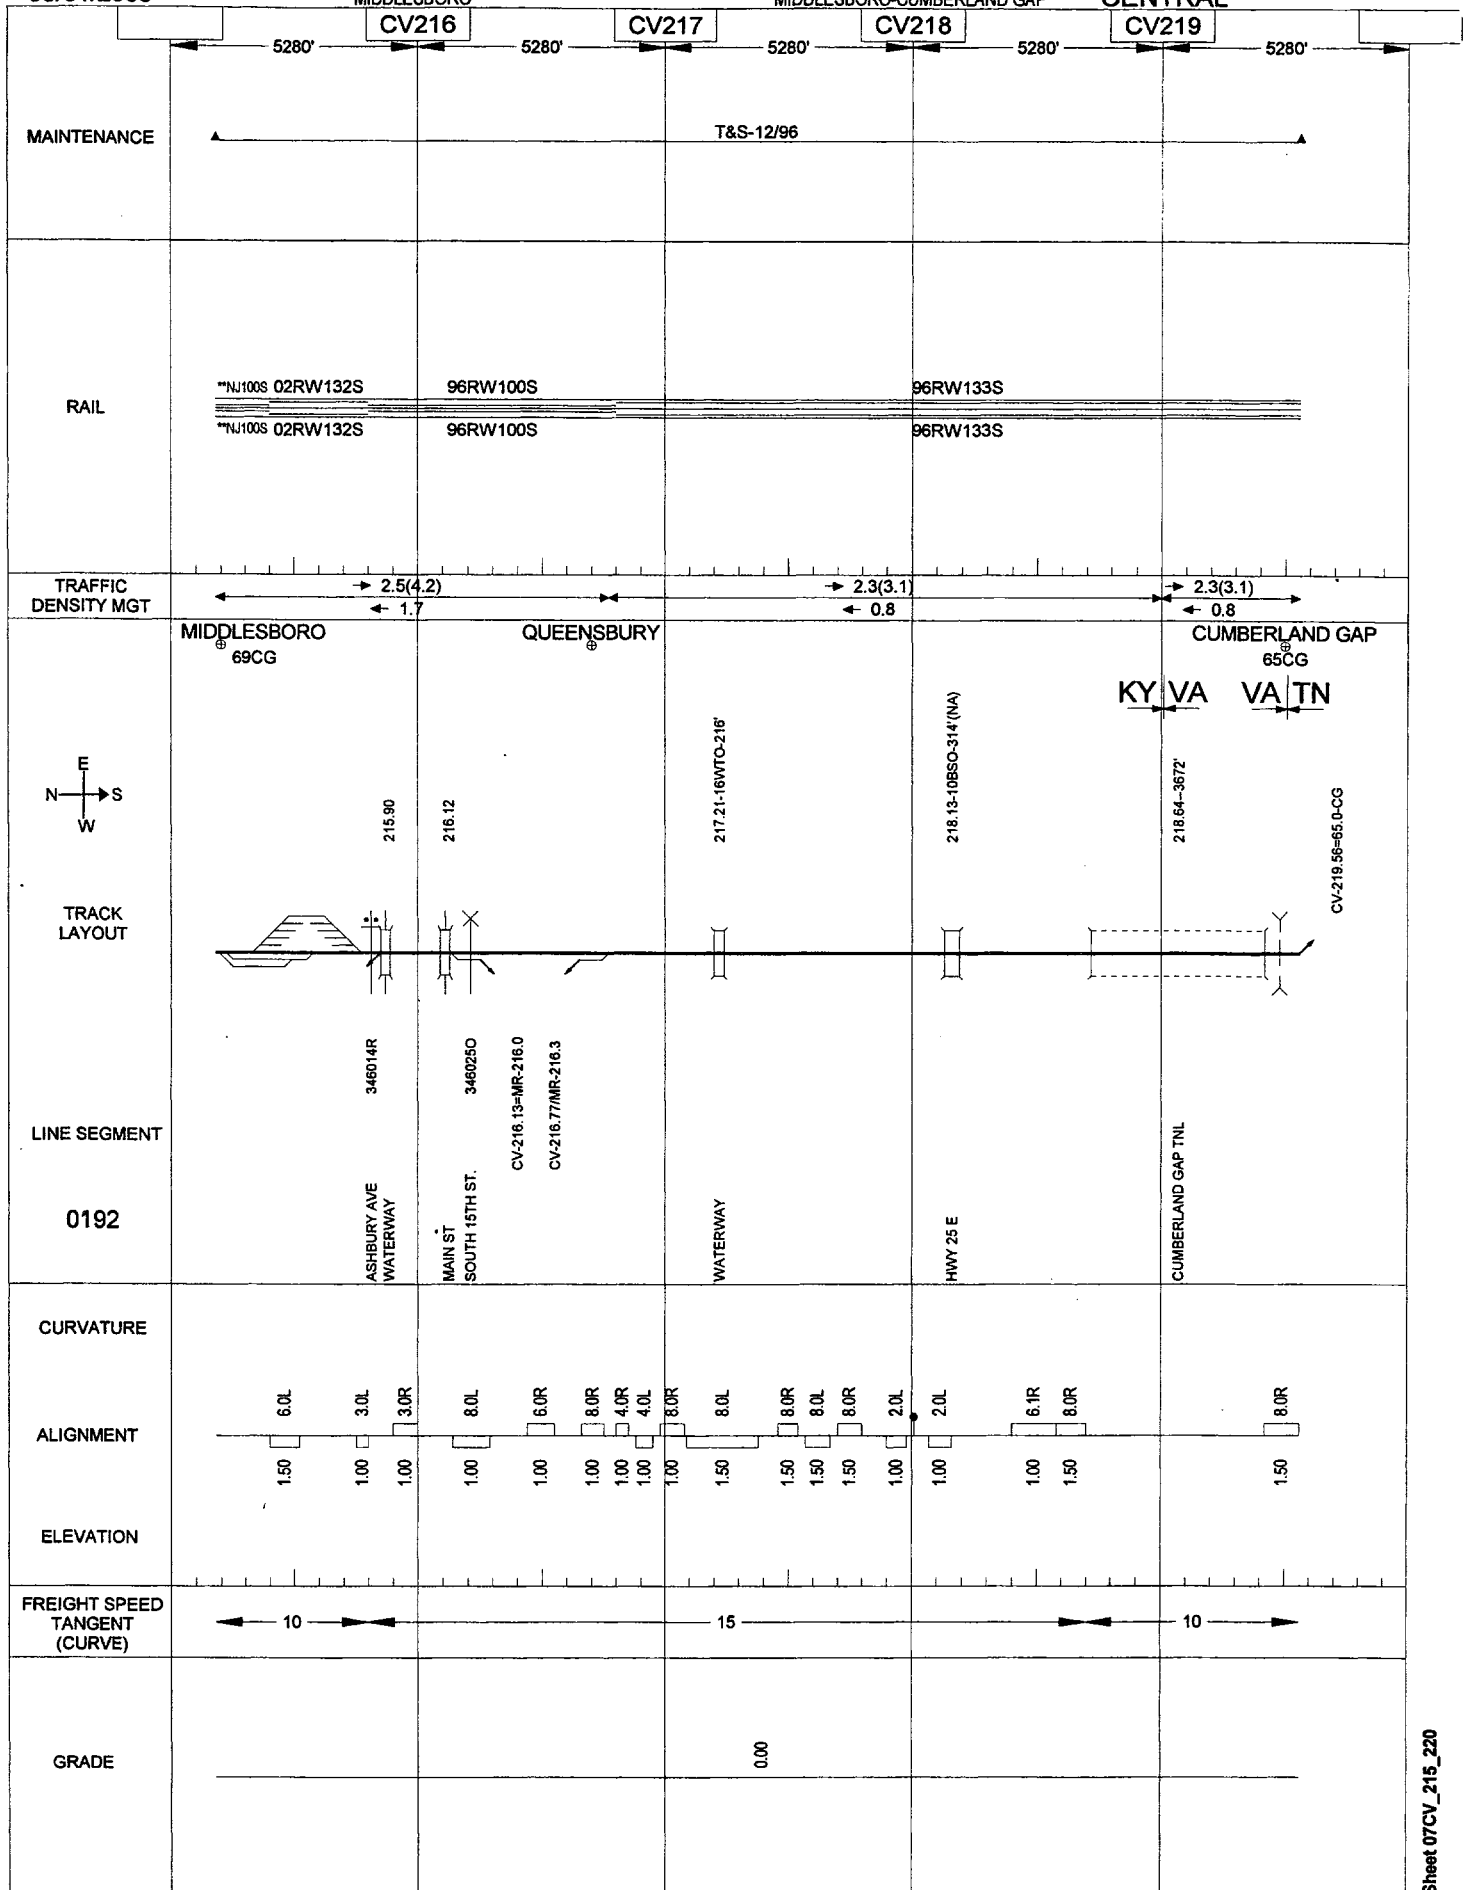 MIDDLESBORO
MIDDLESBORO-CUMBERLAND GAP
CENTRAL
CV216
CV217
CV218
CV219
5280'
5280'
5280'
5280'
5280'
MAINTENANCE
T&S-12/96
RAIL
**NJ100S 02RW132S
96RW100S
96RW133S
**NJ100S 02RW132S
96RW100S
96RW133S
TRAFFIC
DENSITY MGT
2.5(4.2)
1.7
2.3(3.1)
0.8
2.3(3.1)
0.8
MIDDLESBORO
69CG
QUEENSBURY
CUMBERLAND GAP
65CG
KY VA
VA TN
E
N
S
W
215.90
216.12
217.21-16WTO-216'
218.13-10BSO-314'(NA)
218.64--3672'
CV-219.56=65.0-CG
TRACK
LAYOUT
346014R
346025O
CV-216.13=MR-216.0
CV-216.77/MR-216.3
LINE SEGMENT
0192
ASHBURY AVE
WATERWAY
MAIN ST
SOUTH 15TH ST.
WATERWAY
HWY 25 E
CUMBERLAND GAP TNL
CURVATURE
6.0L
3.0L
3.0R
8.0L
6.0R
8.0R
4.0R
4.0L
8.0R
8.0L
8.0R
8.0L
8.0R
2.0L
2.0L
6.1R
8.0R
8.0R
ALIGNMENT
1.50
1.00
1.00
1.00
1.00
1.00
1.00
1.00
1.00
1.50
1.50
1.50
1.50
1.00
1.00
1.00
1.50
1.50
ELEVATION
FREIGHT SPEED
TANGENT
(CURVE)
10
15
10
GRADE
0.00
Sheet 07CV_215_220